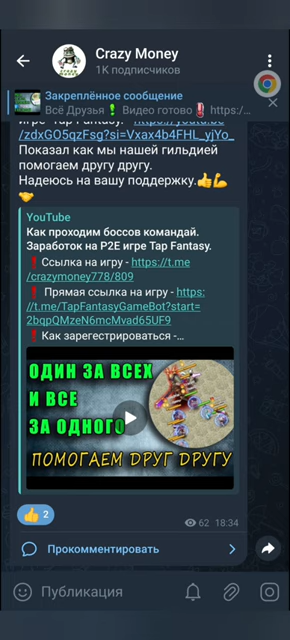 Crazy Money
1K подписчиков
Закреплённое сообщение
Всё Друзья❗ Видео готово ‼️ https:/...
/zdxGO5qzFsg?si=Vxax4b4FHL_yjYo_
Показал как мы нашей гильдией
помогаем другу другу.
Надеюсь на вашу поддержку.👍💪
🤝
YouTube
Как проходим боссов командай.
Заработок на P2E игре Tap Fantasy.
❗ Ссылка на игру - https://t.me
/crazymoney778/809
❗ Прямая ссылка на игру - https:
//t.me/TapFantasyGameBot?start=
2bqpQMzeN6mcMvad65UF9
❗Как зарегестрироваться -...
ОДИН ЗА ВСЕХ
И ВСЕ
ЗА ОДНОГО
ПОМОГАЕМ ДРУГ ДРУГУ
👍 2
62 18:34
Прокомментировать
Публикация